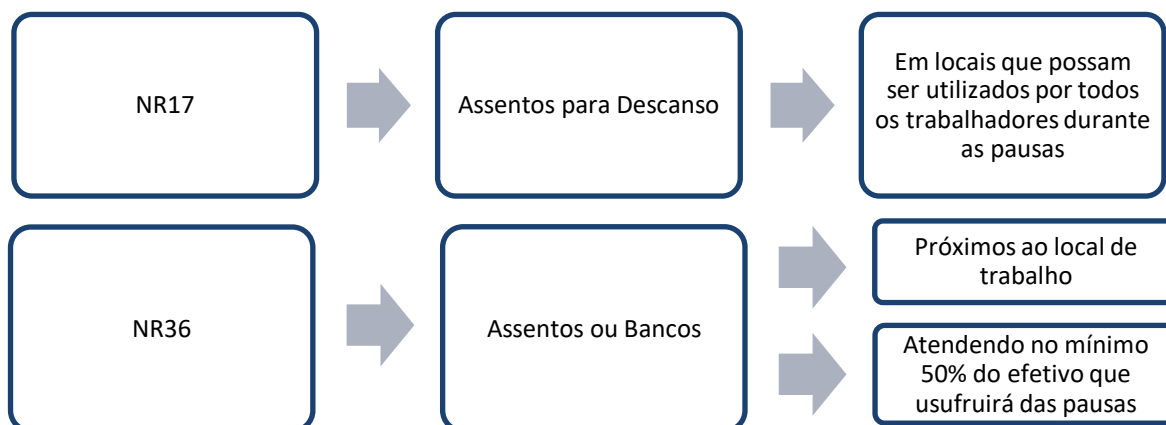 NR17
Assentos para Descanso
Em locais que possam
ser utilizados por todos
os trabalhadores durante
as pausas
NR36
Assentos ou Bancos
Próximos ao local de
trabalho
Atendendo no mínimo
50% do efetivo que
usufruirá das pausas